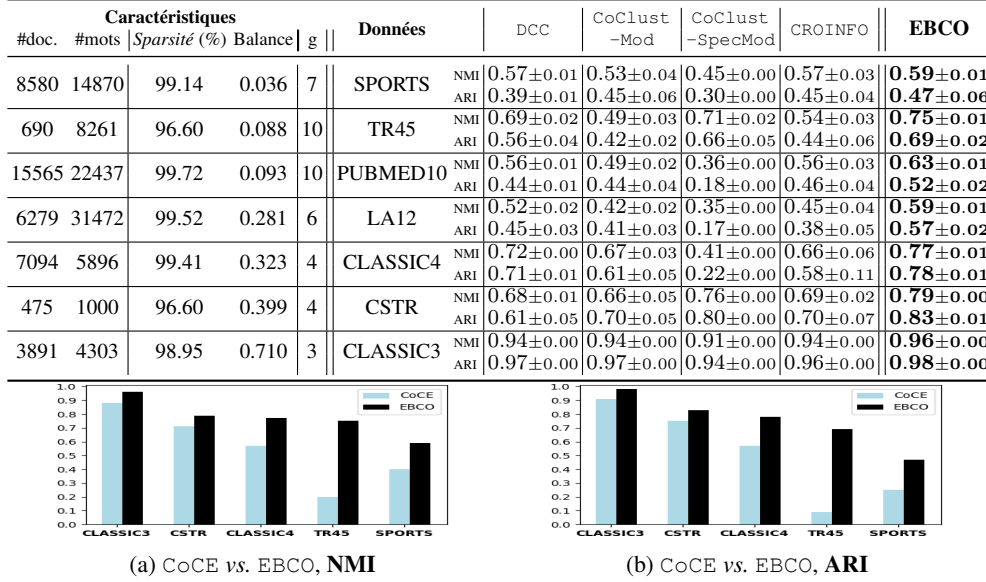 Caractéristiques Données DCC CoClust -Mod CoClust -SpecMod CROINFO EBCO
#doc. #mots Sparsité (%) Balance g
8580 14870 99.14 0.036 7 SPORTS NMI 0.57±0.01 0.53±0.04 0.45±0.00 0.57±0.03 0.59±0.01
ARI 0.39±0.01 0.45±0.06 0.30±0.00 0.45±0.04 0.47±0.06
690 8261 96.60 0.088 10 TR45 NMI 0.69±0.02 0.49±0.03 0.71±0.02 0.54±0.03 0.75±0.01
ARI 0.56±0.04 0.42±0.02 0.66±0.05 0.44±0.06 0.69±0.02
15565 22437 99.72 0.093 10 PUBMED10 NMI 0.56±0.01 0.49±0.02 0.36±0.00 0.56±0.03 0.63±0.01
ARI 0.44±0.01 0.44±0.04 0.18±0.00 0.46±0.04 0.52±0.02
6279 31472 99.52 0.281 6 LA12 NMI 0.52±0.02 0.42±0.02 0.35±0.00 0.45±0.04 0.59±0.01
ARI 0.45±0.03 0.41±0.03 0.17±0.00 0.38±0.05 0.57±0.02
7094 5896 99.41 0.323 4 CLASSIC4 NMI 0.72±0.00 0.67±0.03 0.41±0.00 0.66±0.06 0.77±0.01
ARI 0.71±0.01 0.61±0.05 0.22±0.00 0.58±0.11 0.78±0.01
475 1000 96.60 0.399 4 CSTR NMI 0.68±0.01 0.66±0.05 0.76±0.00 0.69±0.02 0.79±0.00
ARI 0.61±0.05 0.70±0.05 0.80±0.00 0.70±0.07 0.83±0.01
3891 4303 98.95 0.710 3 CLASSIC3 NMI 0.94±0.00 0.94±0.00 0.91±0.00 0.94±0.00 0.96±0.00
ARI 0.97±0.00 0.97±0.00 0.94±0.00 0.96±0.00 0.98±0.00
1.0
0.9
0.8
0.7
0.6
0.5
0.4
0.3
0.2
0.1
0.0
CoCE
EBCO
CLASSIC3 CSTR CLASSIC4 TR45 SPORTS
(a) CoCE vs. EBCO, NMI
1.0
0.9
0.8
0.7
0.6
0.5
0.4
0.3
0.2
0.1
0.0
CoCE
EBCO
CLASSIC3 CSTR CLASSIC4 TR45 SPORTS
(b) CoCE vs. EBCO, ARI